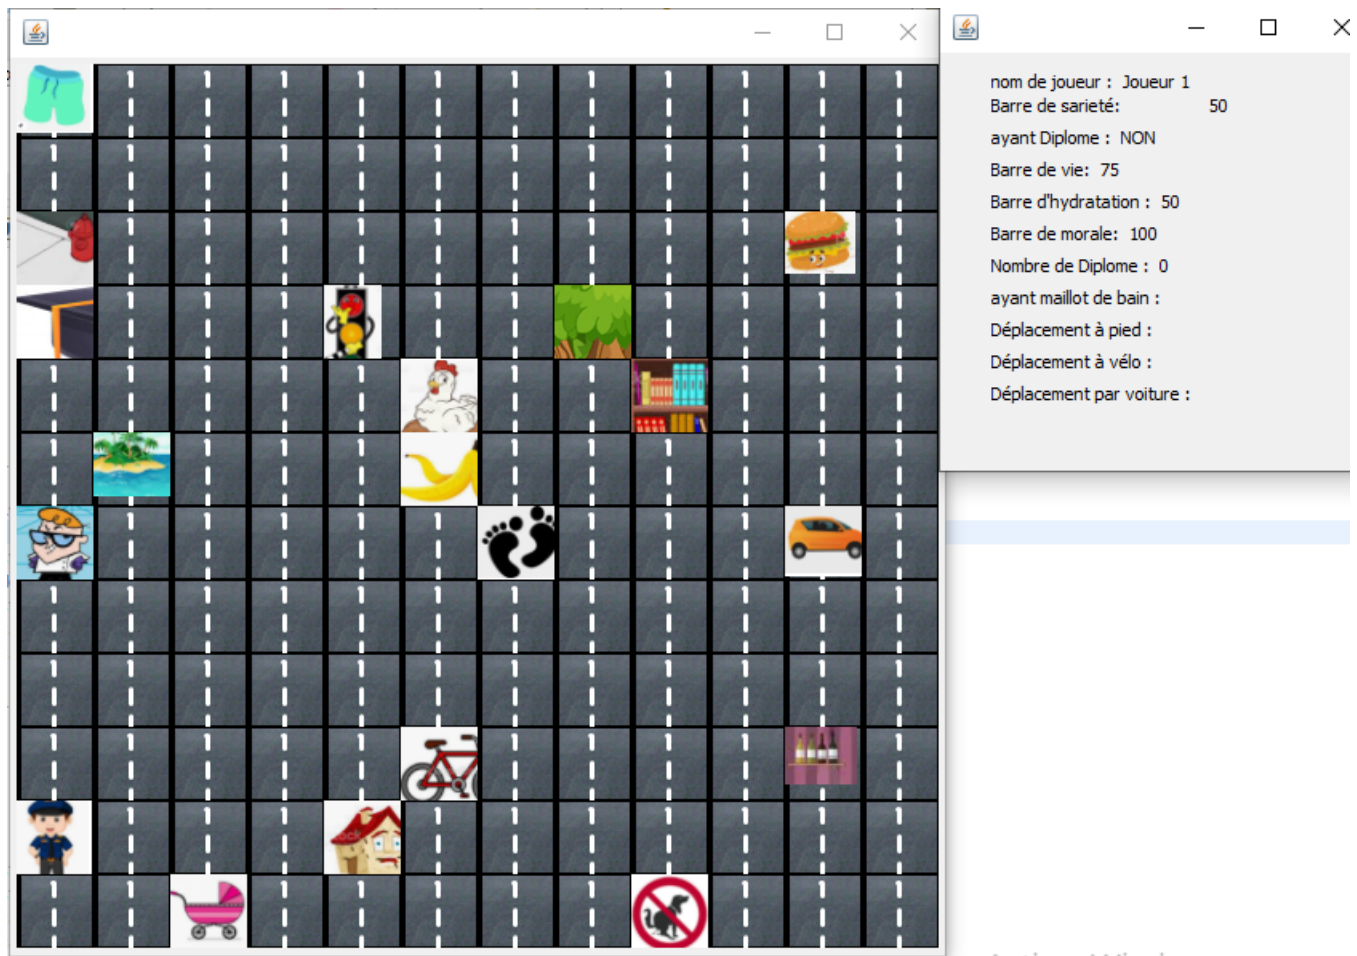 nom de joueur : Joueur 1
Barre de sarieté: 50
ayant Diplome : NON
Barre de vie: 75
Barre d'hydratation : 50
Barre de morale: 100
Nombre de Diplome : 0
ayant maillot de bain :
Déplacement à pied :
Déplacement à vélo :
Déplacement par voiture :